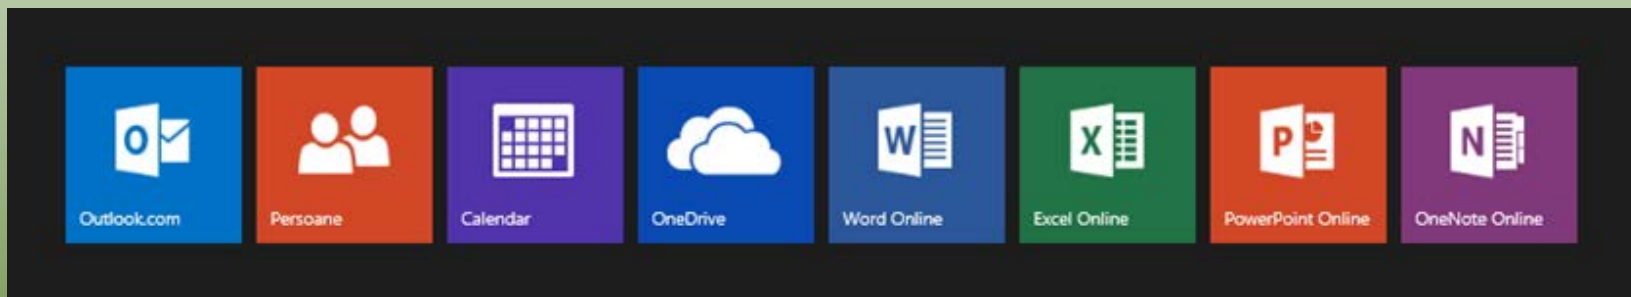 Outlook.com
Persoane
Calendar
OneDrive
Word Online
Excel Online
PowerPoint Online
OneNote Online